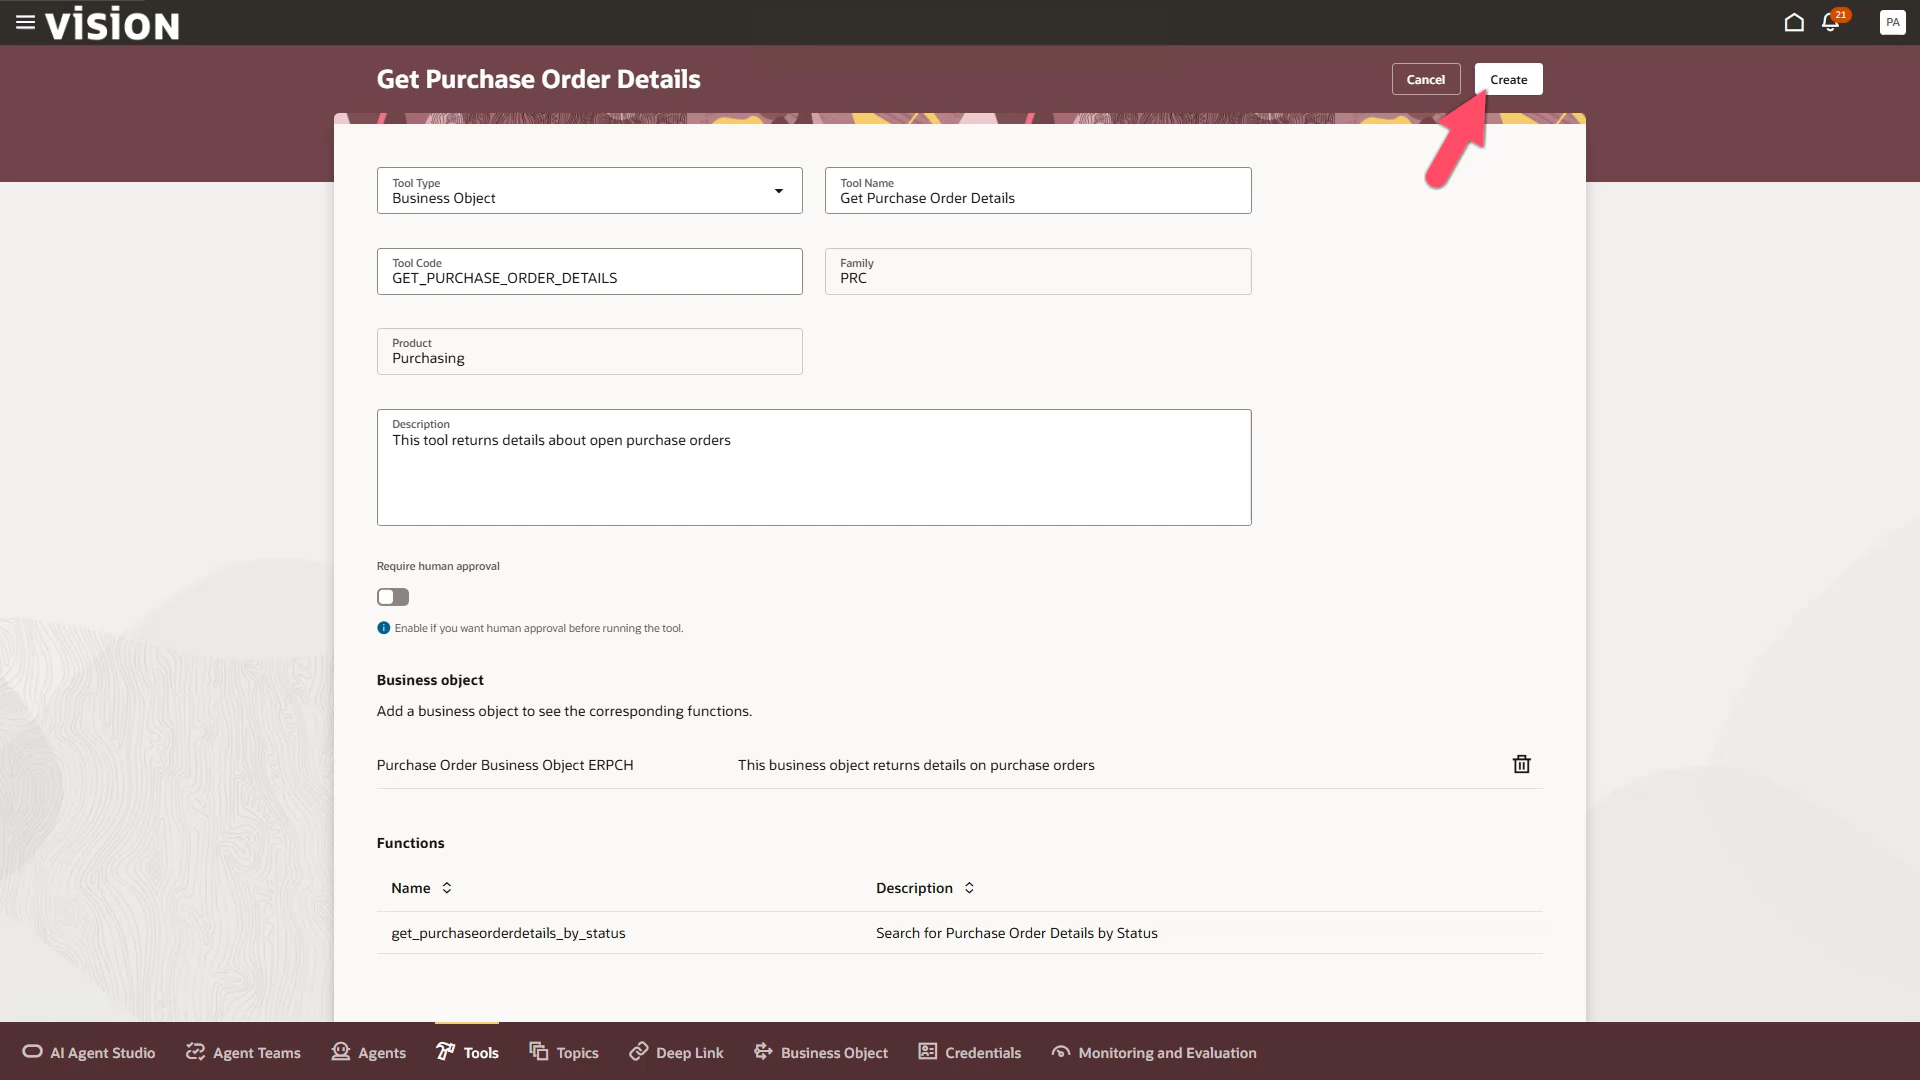 vision
21
PA
Get Purchase Order Details
Cancel
Create
Tool Type
Business Object
Tool Name
Get Purchase Order Details
Tool Code
GET_PURCHASE_ORDER_DETAILS
Family
PRC
Product
Purchasing
Description
This tool returns details about open purchase orders
Require human approval
Enable if you want human approval before running the tool.
Business object
Add a business object to see the corresponding functions.
Purchase Order Business Object ERPCH
This business object returns details on purchase orders
Functions
Name
Description
get_purchaseorderdetails_by_status
Search for Purchase Order Details by Status
AI Agent Studio
Agent Teams
Agents
Tools
Topics
Deep Link
Business Object
Credentials
Monitoring and Evaluation